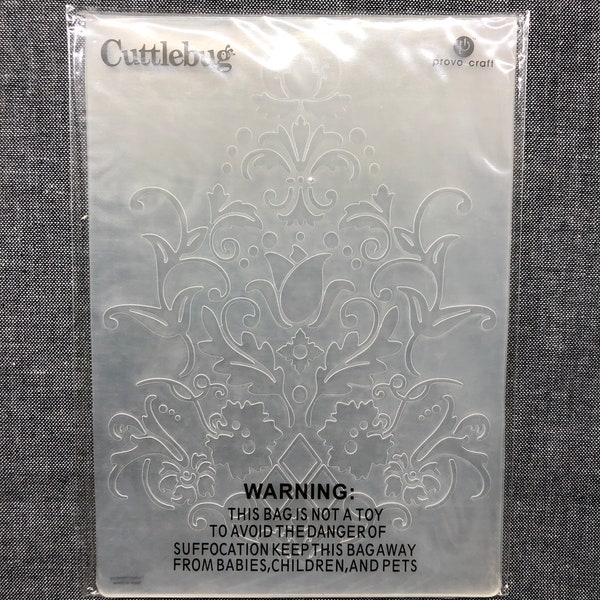 Cuttlebug
provo craft
WARNING:
THIS BAG IS NOT A TOY
TO AVOID THE DANGER OF
SUFFOCATION KEEP THIS BAG AWAY
FROM BABIES,CHILDREN,AND PETS